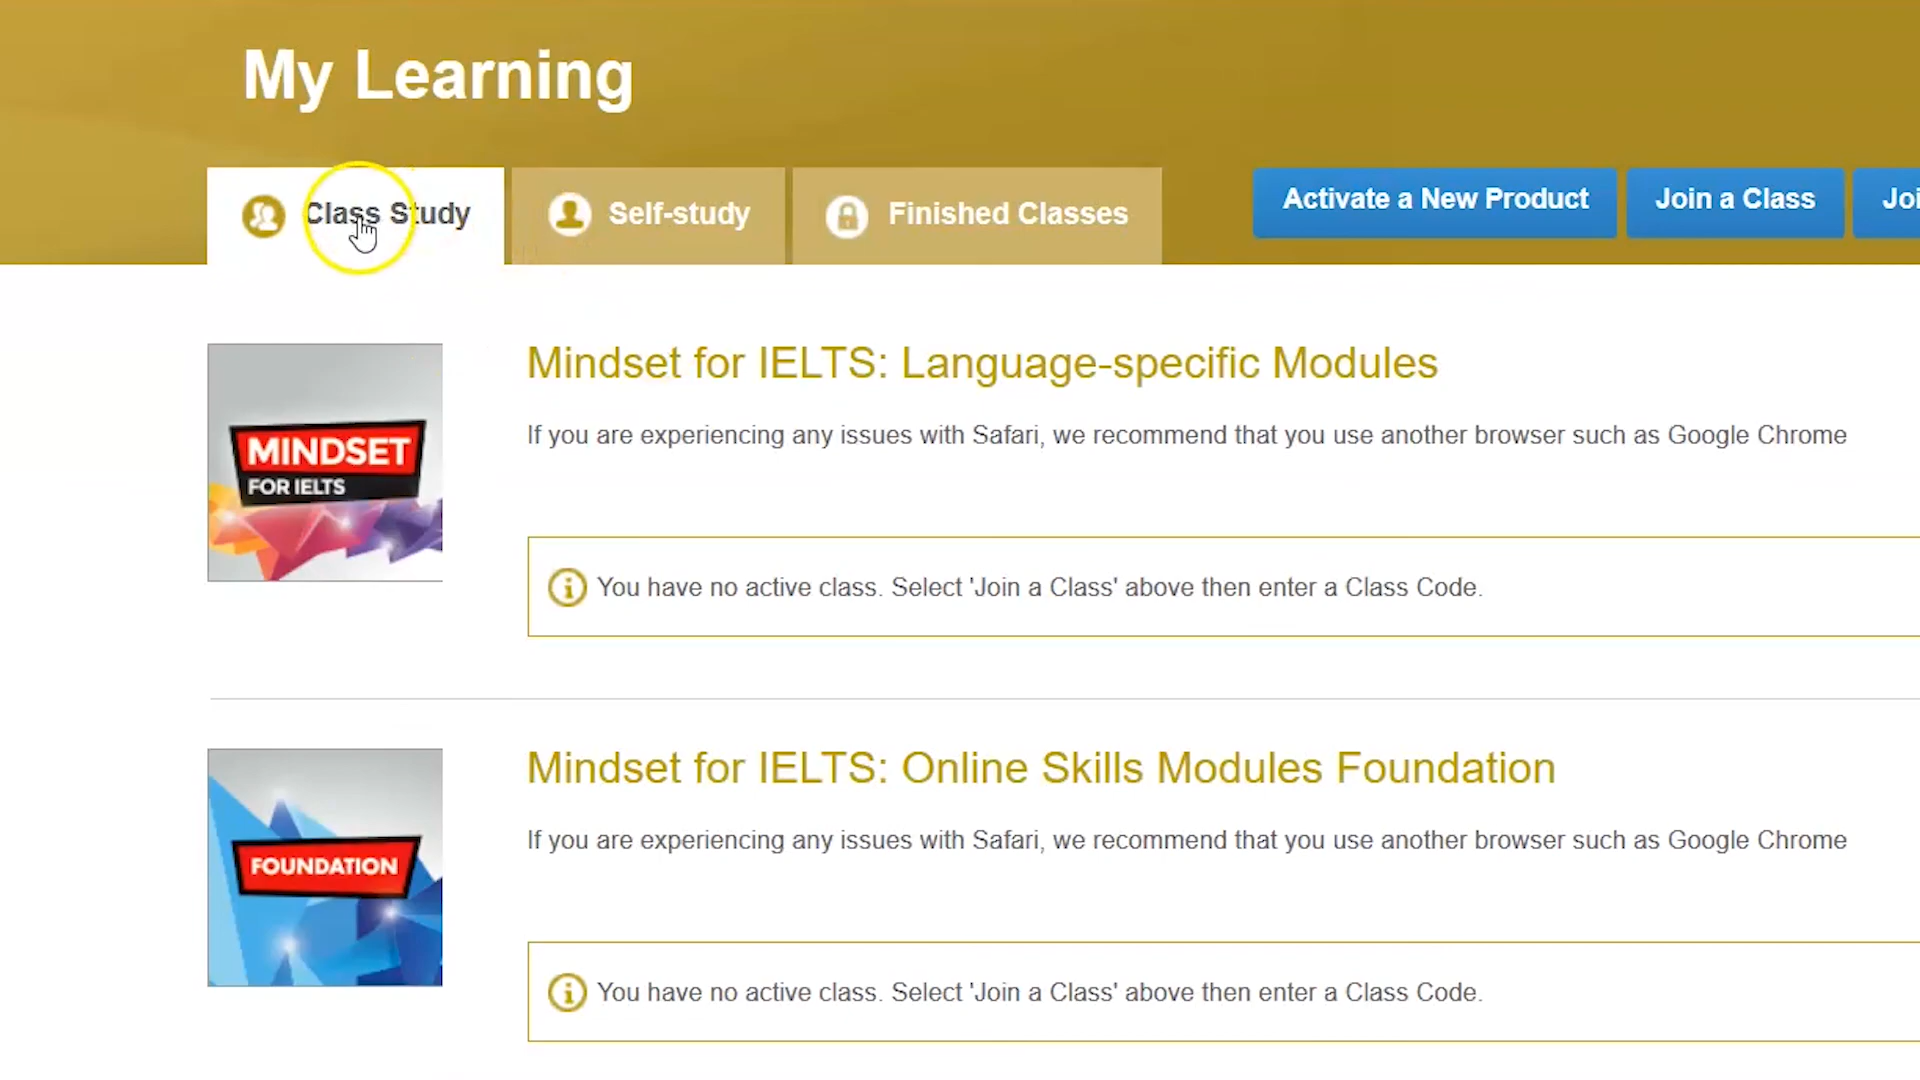 My Learning
Class Study
Self-study
Finished Classes
Activate a New Product
Join a Class
Joi
Mindset for IELTS: Language-specific Modules
If you are experiencing any issues with Safari, we recommend that you use another browser such as Google Chrome
MINDSET
FOR IELTS
You have no active class. Select 'Join a Class' above then enter a Class Code.
Mindset for IELTS: Online Skills Modules Foundation
If you are experiencing any issues with Safari, we recommend that you use another browser such as Google Chrome
FOUNDATION
You have no active class. Select 'Join a Class' above then enter a Class Code.